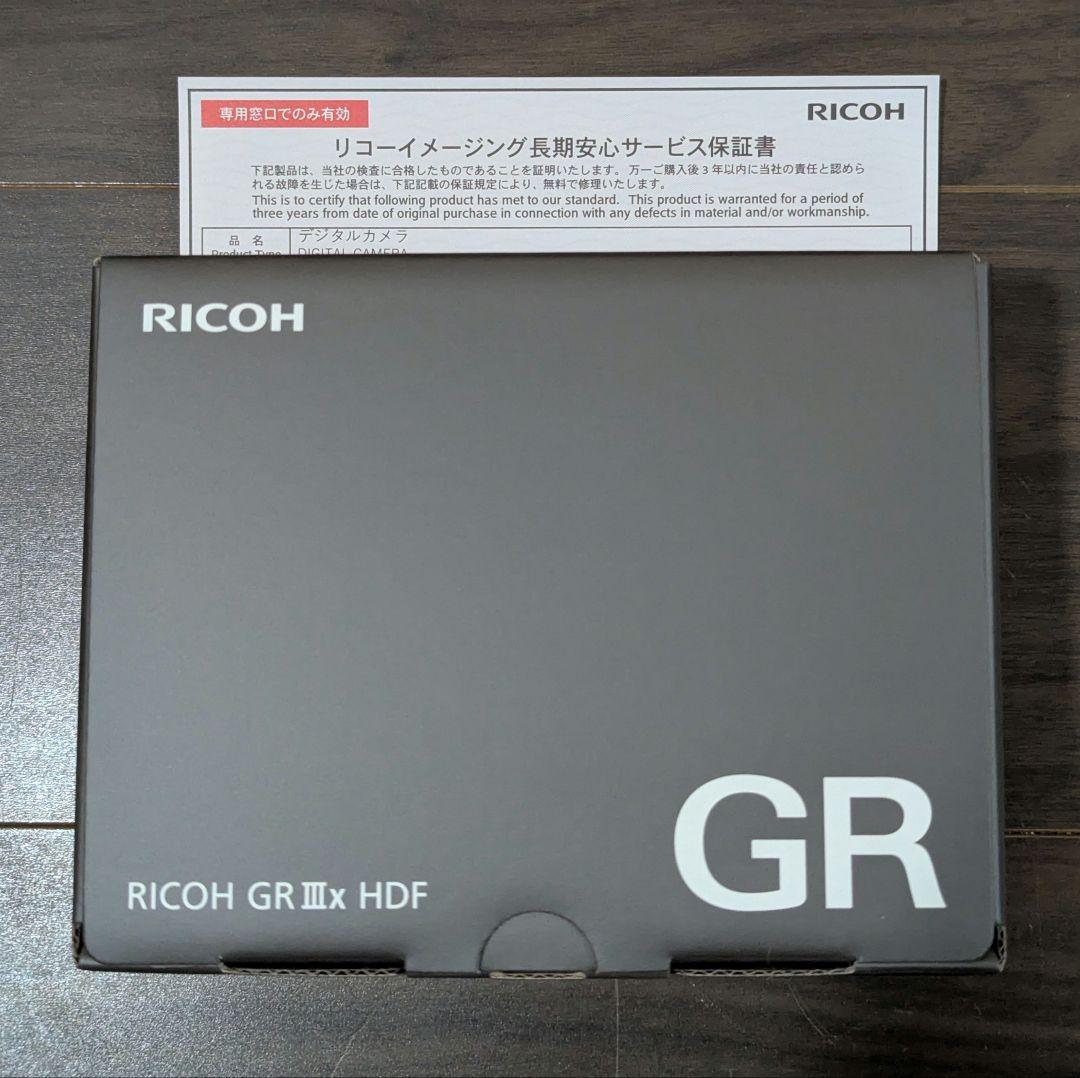 専用窓口でのみ有効
RICOH
リコーイメージング長期安心サービス保証書
下記製品は、当社の検査に合格したものであることを証明いたします。万一ご購入後3年以内に当社の責任と認めら
れる故障を生じた場合は、下記記載の保証規定により、無料で修理いたします。
This is to certify that following product has met to our standard. This product is warranted for a period of
three years from date of original purchase in connection with any defects in material and/or workmanship.
品 名 デジタルカメラ
Product Type DIGITAL CAMERA
RICOH
GR
RICOH GR Ⅲx HDF